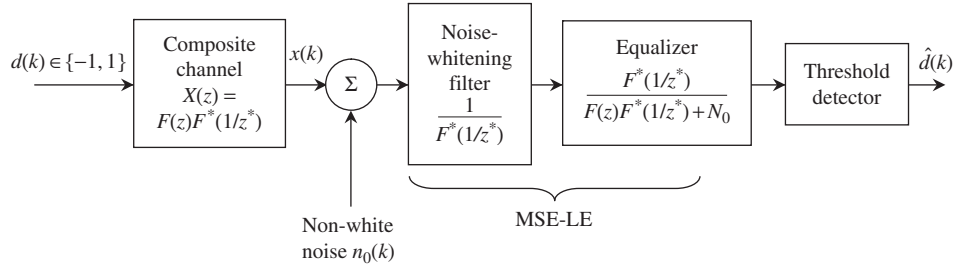 d(k) ∈ {−1, 1}
Composite
channel
X(z) =
F(z)F*(1/z*)
x(k)
Σ
Non-white
noise n₀(k)
Noise-
whitening
filter
1
F*(1/z*)
Equalizer
F*(1/z*)
F(z)F*(1/z*) + N₀
MSE-LE
Threshold
detector
d̂(k)